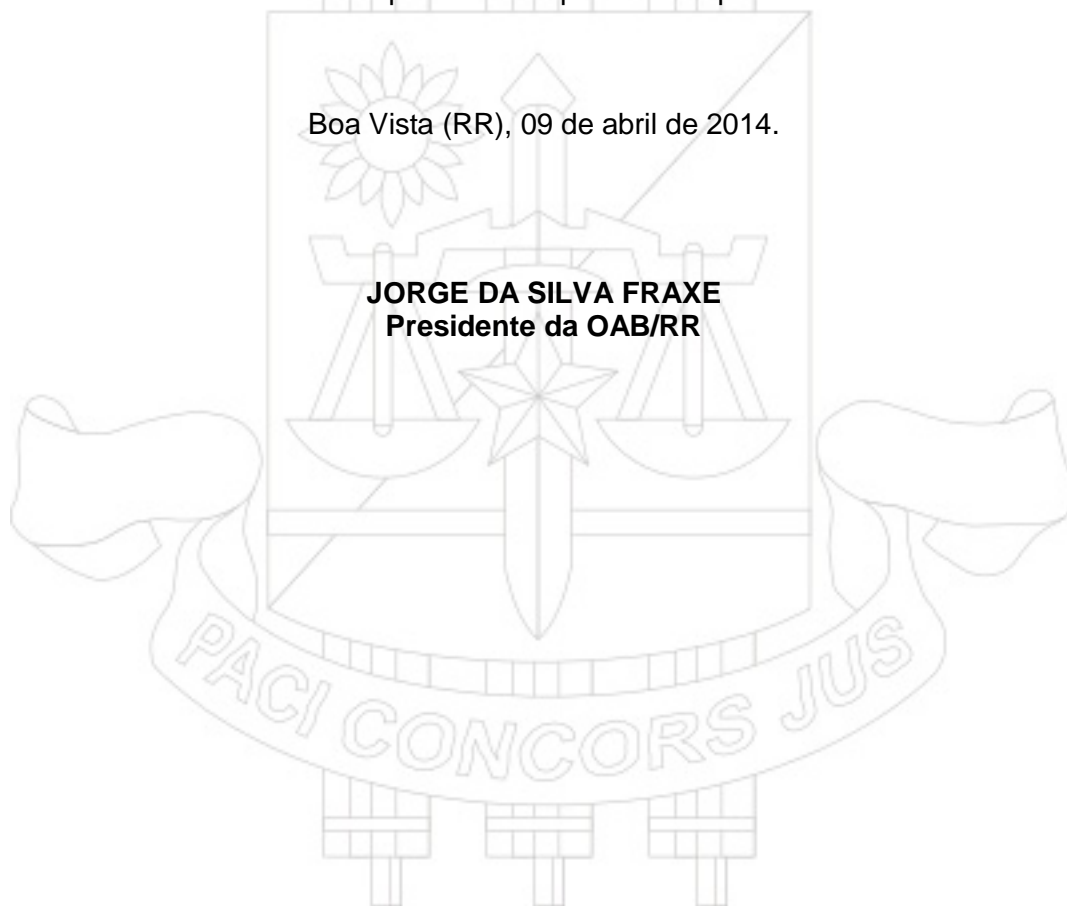 Boa Vista (RR), 09 de abril de 2014.
JORGE DA SILVA FRAXE
Presidente da OAB/RR
PACI CONCORS JUS